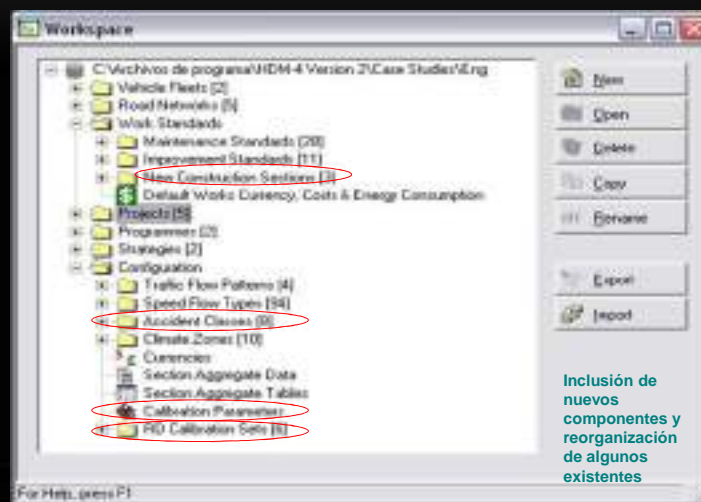 Workspace
C:\Archivos de programa\HDM-4 Version 2\Case Studies\Eng
Vehicle Fleets [2]
Road Networks [5]
Work Standards
Maintenance Standards [20]
Improvement Standards [11]
New Construction Sections [3]
Default Works Currency, Costs & Energy Consumption
Projects [5]
Programmes [2]
Strategies [2]
Configuration
Traffic Flow Patterns [4]
Speed Flow Types [94]
Accident Classes [8]
Climate Zones [10]
Currencies
Section Aggregate Data
Section Aggregate Tables
Calibration Parameters
Calibration Sets [6]
New
Open
Delete
Copy
Rename
Export
Import
Inclusión de
nuevos
componentes y
reorganización
de algunos
existentes
For Help, press F1